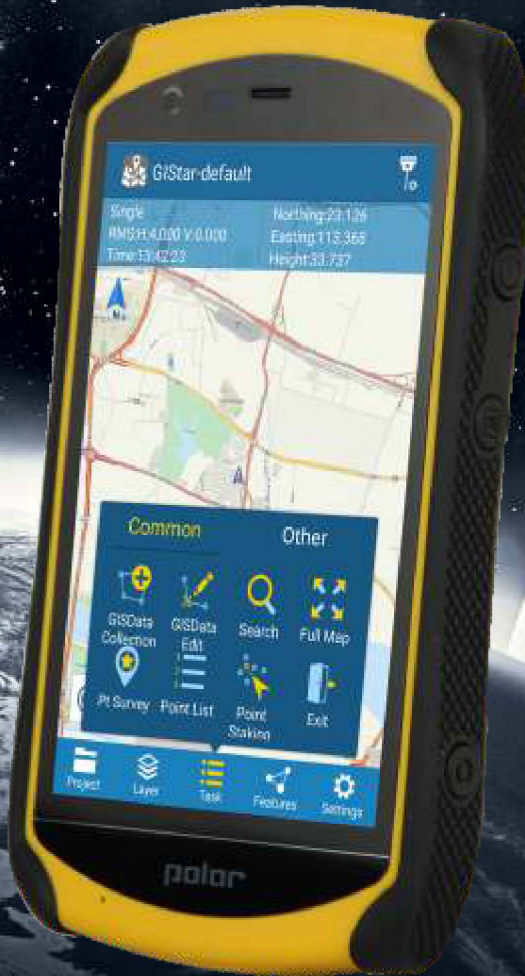 GIStar-default
Single
Northing:23.126
RMS:H:4.000 V:0.000
Easting:113.368
Time:13:42:23
Height:33.737
Common
Other
GISData
Collection
GISData
Edit
Search
Full Map
Pt Survey
Point List
Point
Staking
Exit
Project
Layer
Task
Features
Settings
polar